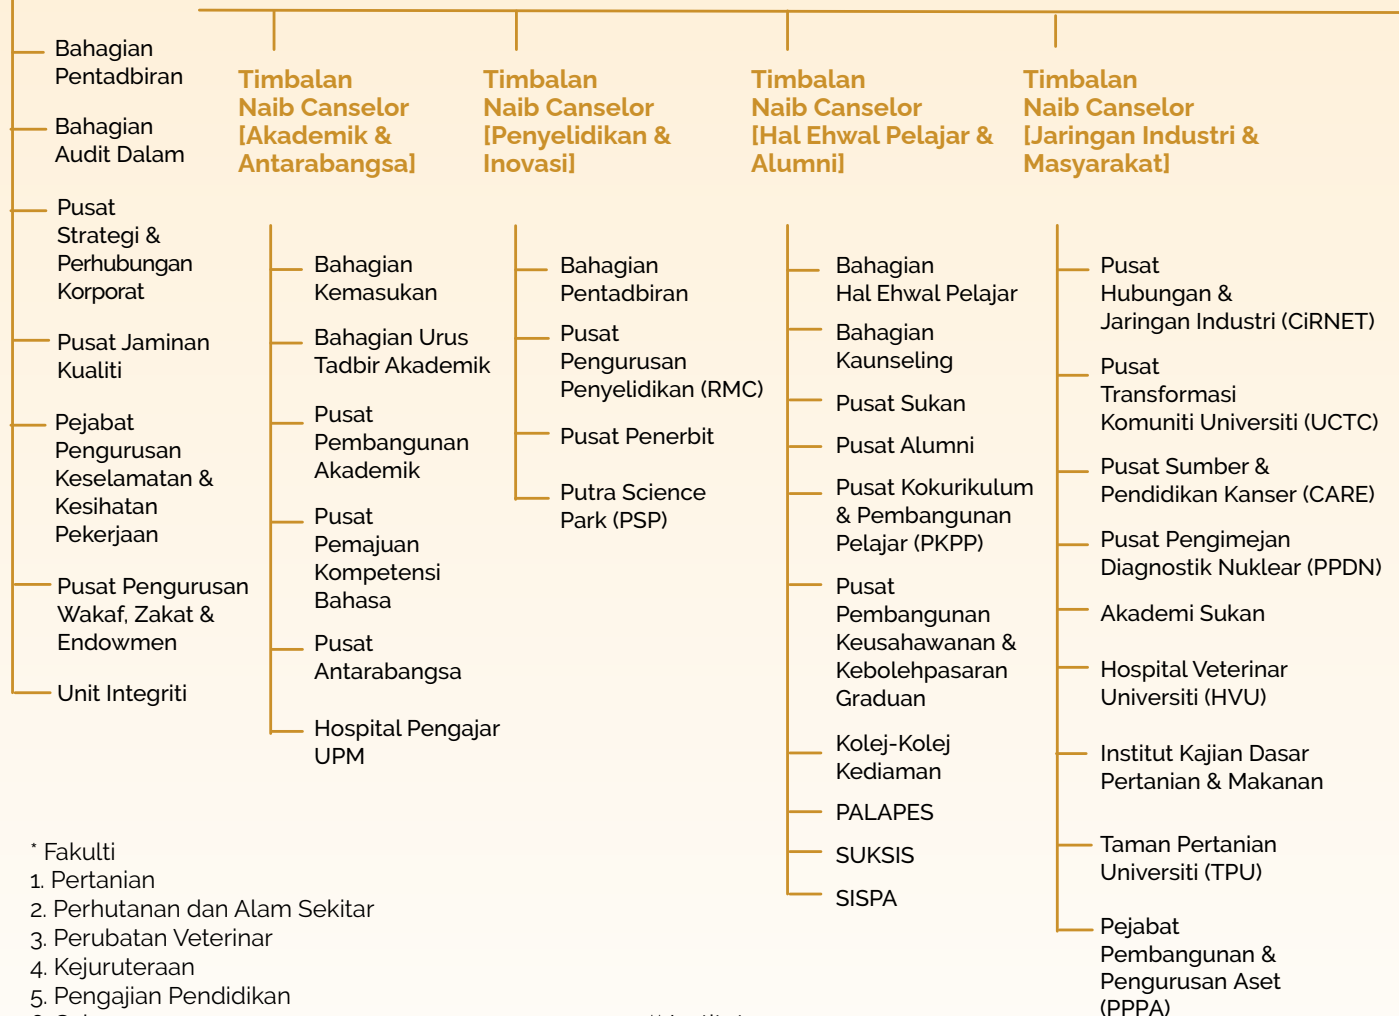 Bahagian
Pentadbiran
Bahagian
Audit Dalam
Pusat
Strategi &
Perhubungan
Korporat
Pusat Jaminan
Kualiti
Pejabat
Pengurusan
Keselamatan &
Kesihatan
Pekerjaan
Pusat Pengurusan
Wakaf, Zakat &
Endowmen
Unit Integriti
Timbalan
Naib Canselor
[Akademik &
Antarabangsa]
Bahagian
Kemasukan
Bahagian Urus
Tadbir Akademik
Pusat
Pembangunan
Akademik
Pusat
Pemajuan
Kompetensi
Bahasa
Pusat
Antarabangsa
Hospital Pengajar
UPM
Timbalan
Naib Canselor
[Penyelidikan &
Inovasi]
Bahagian
Pentadbiran
Pusat
Pengurusan
Penyelidikan (RMC)
Pusat Penerbit
Putra Science
Park (PSP)
Timbalan
Naib Canselor
[Hal Ehwal Pelajar &
Alumni]
Bahagian
Hal Ehwal Pelajar
Bahagian
Kaunseling
Pusat Sukan
Pusat Alumni
Pusat Kokurikulum
& Pembangunan
Pelajar (PKPP)
Pusat
Pembangunan
Keusahawanan &
Kebolehpasaran
Graduan
Kolej-Kolej
Kediaman
PALAPES
SUKSIS
SISPA
Timbalan
Naib Canselor
[Jaringan Industri &
Masyarakat]
Pusat
Hubungan &
Jaringan Industri (CiRNET)
Pusat
Transformasi
Komuniti Universiti (UCTC)
Pusat Sumber &
Pendidikan Kanser (CARE)
Pusat Pengimejan
Diagnostik Nuklear (PPDN)
Akademi Sukan
Hospital Veterinar
Universiti (HVU)
Institut Kajian Dasar
Pertanian & Makanan
Taman Pertanian
Universiti (TPU)
Pejabat
Pembangunan &
Pengurusan Aset
(PPPA)
* Fakulti
1. Pertanian
2. Perhutanan dan Alam Sekitar
3. Perubatan Veterinar
4. Kejuruteraan
5. Pengajian Pendidikan